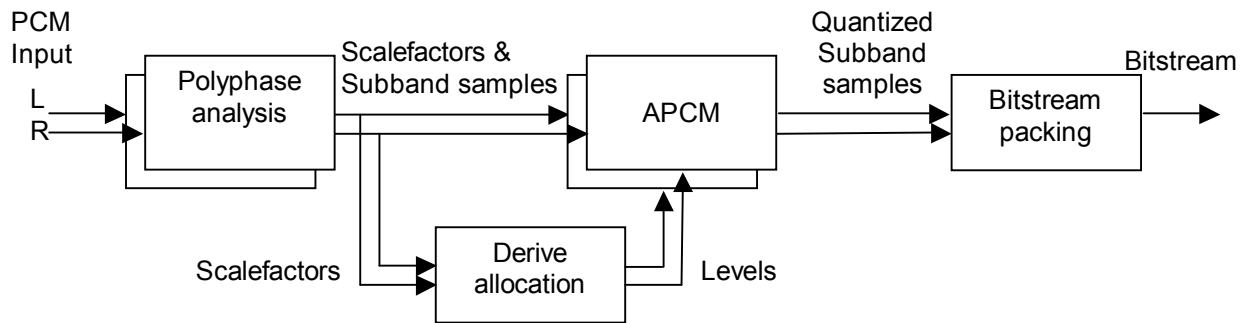 PCM
Input
L
R
Polyphase
analysis
Scalefactors &
Subband samples
APCM
Quantized
Subband
samples
Bitstream
packing
Bitstream
Scalefactors
Derive
allocation
Levels